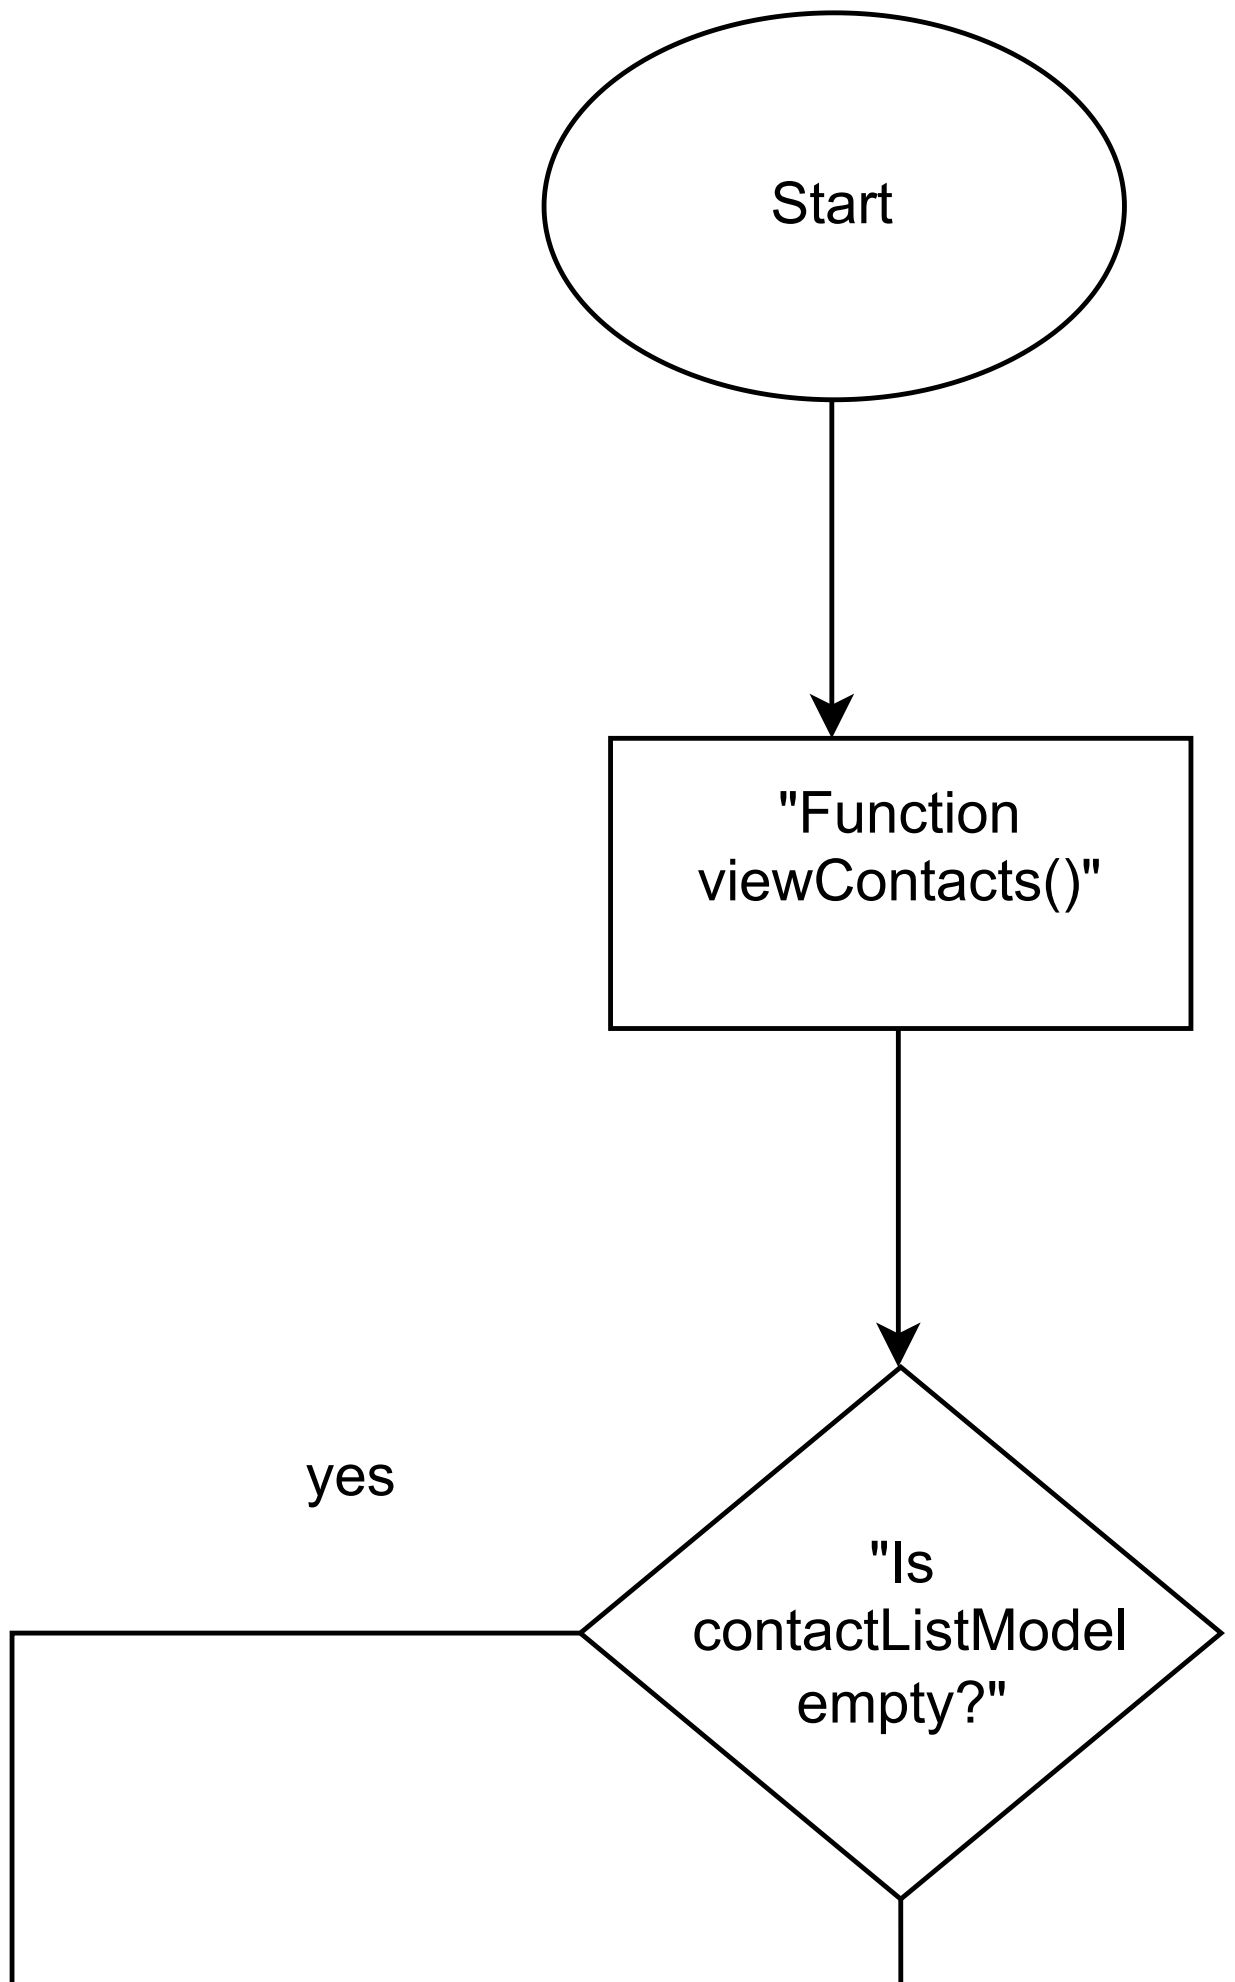 Start
"Function
viewContacts()"
yes
"Is
contactListModel
empty?"